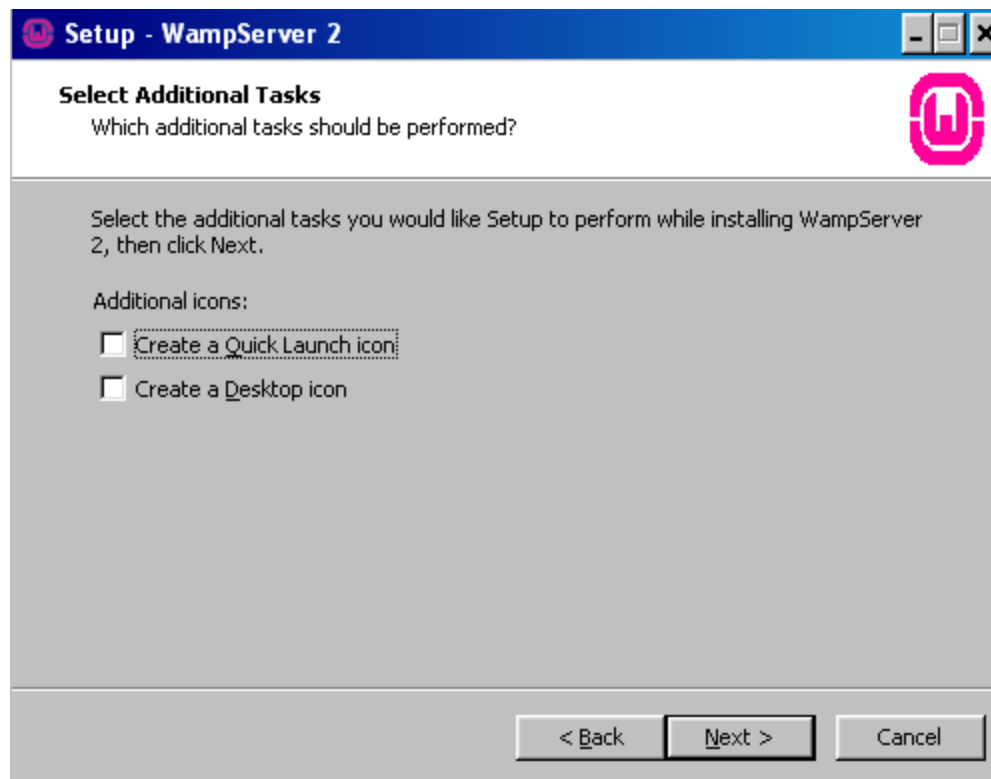 Setup - WampServer 2
Select Additional Tasks
Which additional tasks should be performed?
Select the additional tasks you would like Setup to perform while installing WampServer
2, then click Next.
Additional icons:
Create a Quick Launch icon
Create a Desktop icon
< Back
Next >
Cancel